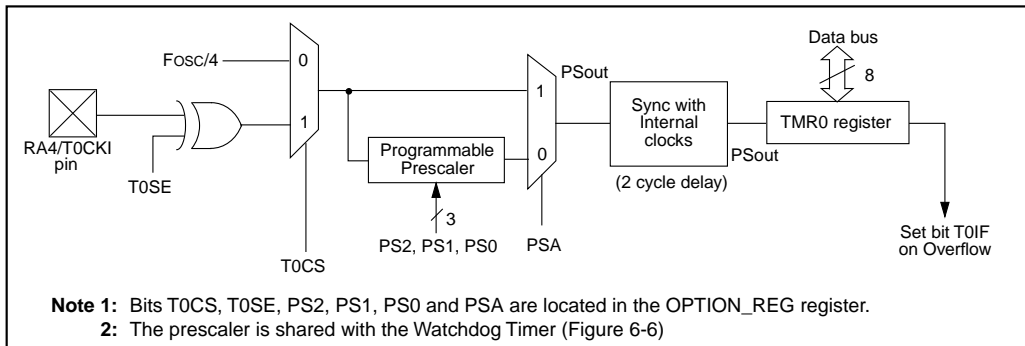 Data bus
FOSC/4
0
PSout
8
1
Sync with
Internal
clocks
TMR0 register
1
RA4/T0CKI
pin
Programmable
Prescaler
0
PSout
T0SE
(2 cycle delay)
3
PS2, PS1, PS0
PSA
Set bit T0IF
on Overflow
T0CS
Note 1: Bits T0CS, T0SE, PS2, PS1, PS0 and PSA are located in the OPTION_REG register.
2: The prescaler is shared with the Watchdog Timer (Figure 6-6)